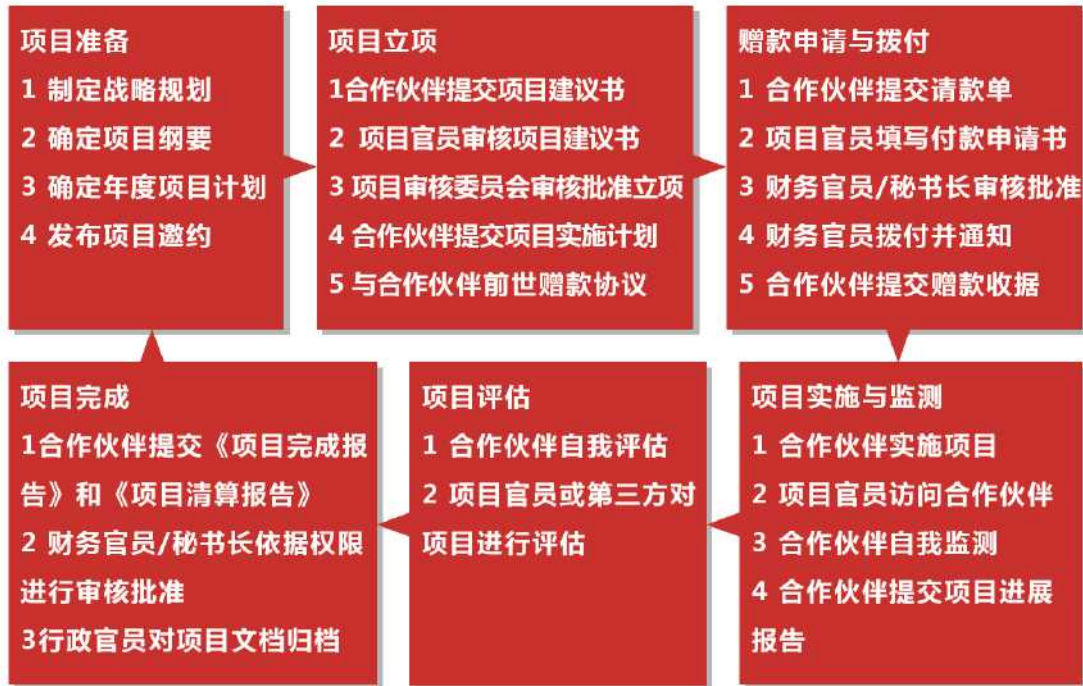 项目准备
1 制定战略规划
2 确定项目纲要
3 确定年度项目计划
4 发布项目邀约
项目立项
1合作伙伴提交项目建议书
2 项目官员审核项目建议书
3 项目审核委员会审核批准立项
4 合作伙伴提交项目实施计划
5 与合作伙伴前世赠款协议
赠款申请与拨付
1 合作伙伴提交请款单
2 项目官员填写付款申请书
3 财务官员/秘书长审核批准
4 财务官员拨付并通知
5 合作伙伴提交赠款收据
项目实施与监测
1 合作伙伴实施项目
2 项目官员访问合作伙伴
3 合作伙伴自我监测
4 合作伙伴提交项目进展
报告
项目评估
1 合作伙伴自我评估
2 项目官员或第三方对
项目进行评估
项目完成
1合作伙伴提交《项目完成报
告》和《项目清算报告》
2 财务官员/秘书长依据权限
进行审核批准
3行政官员对项目文档归档